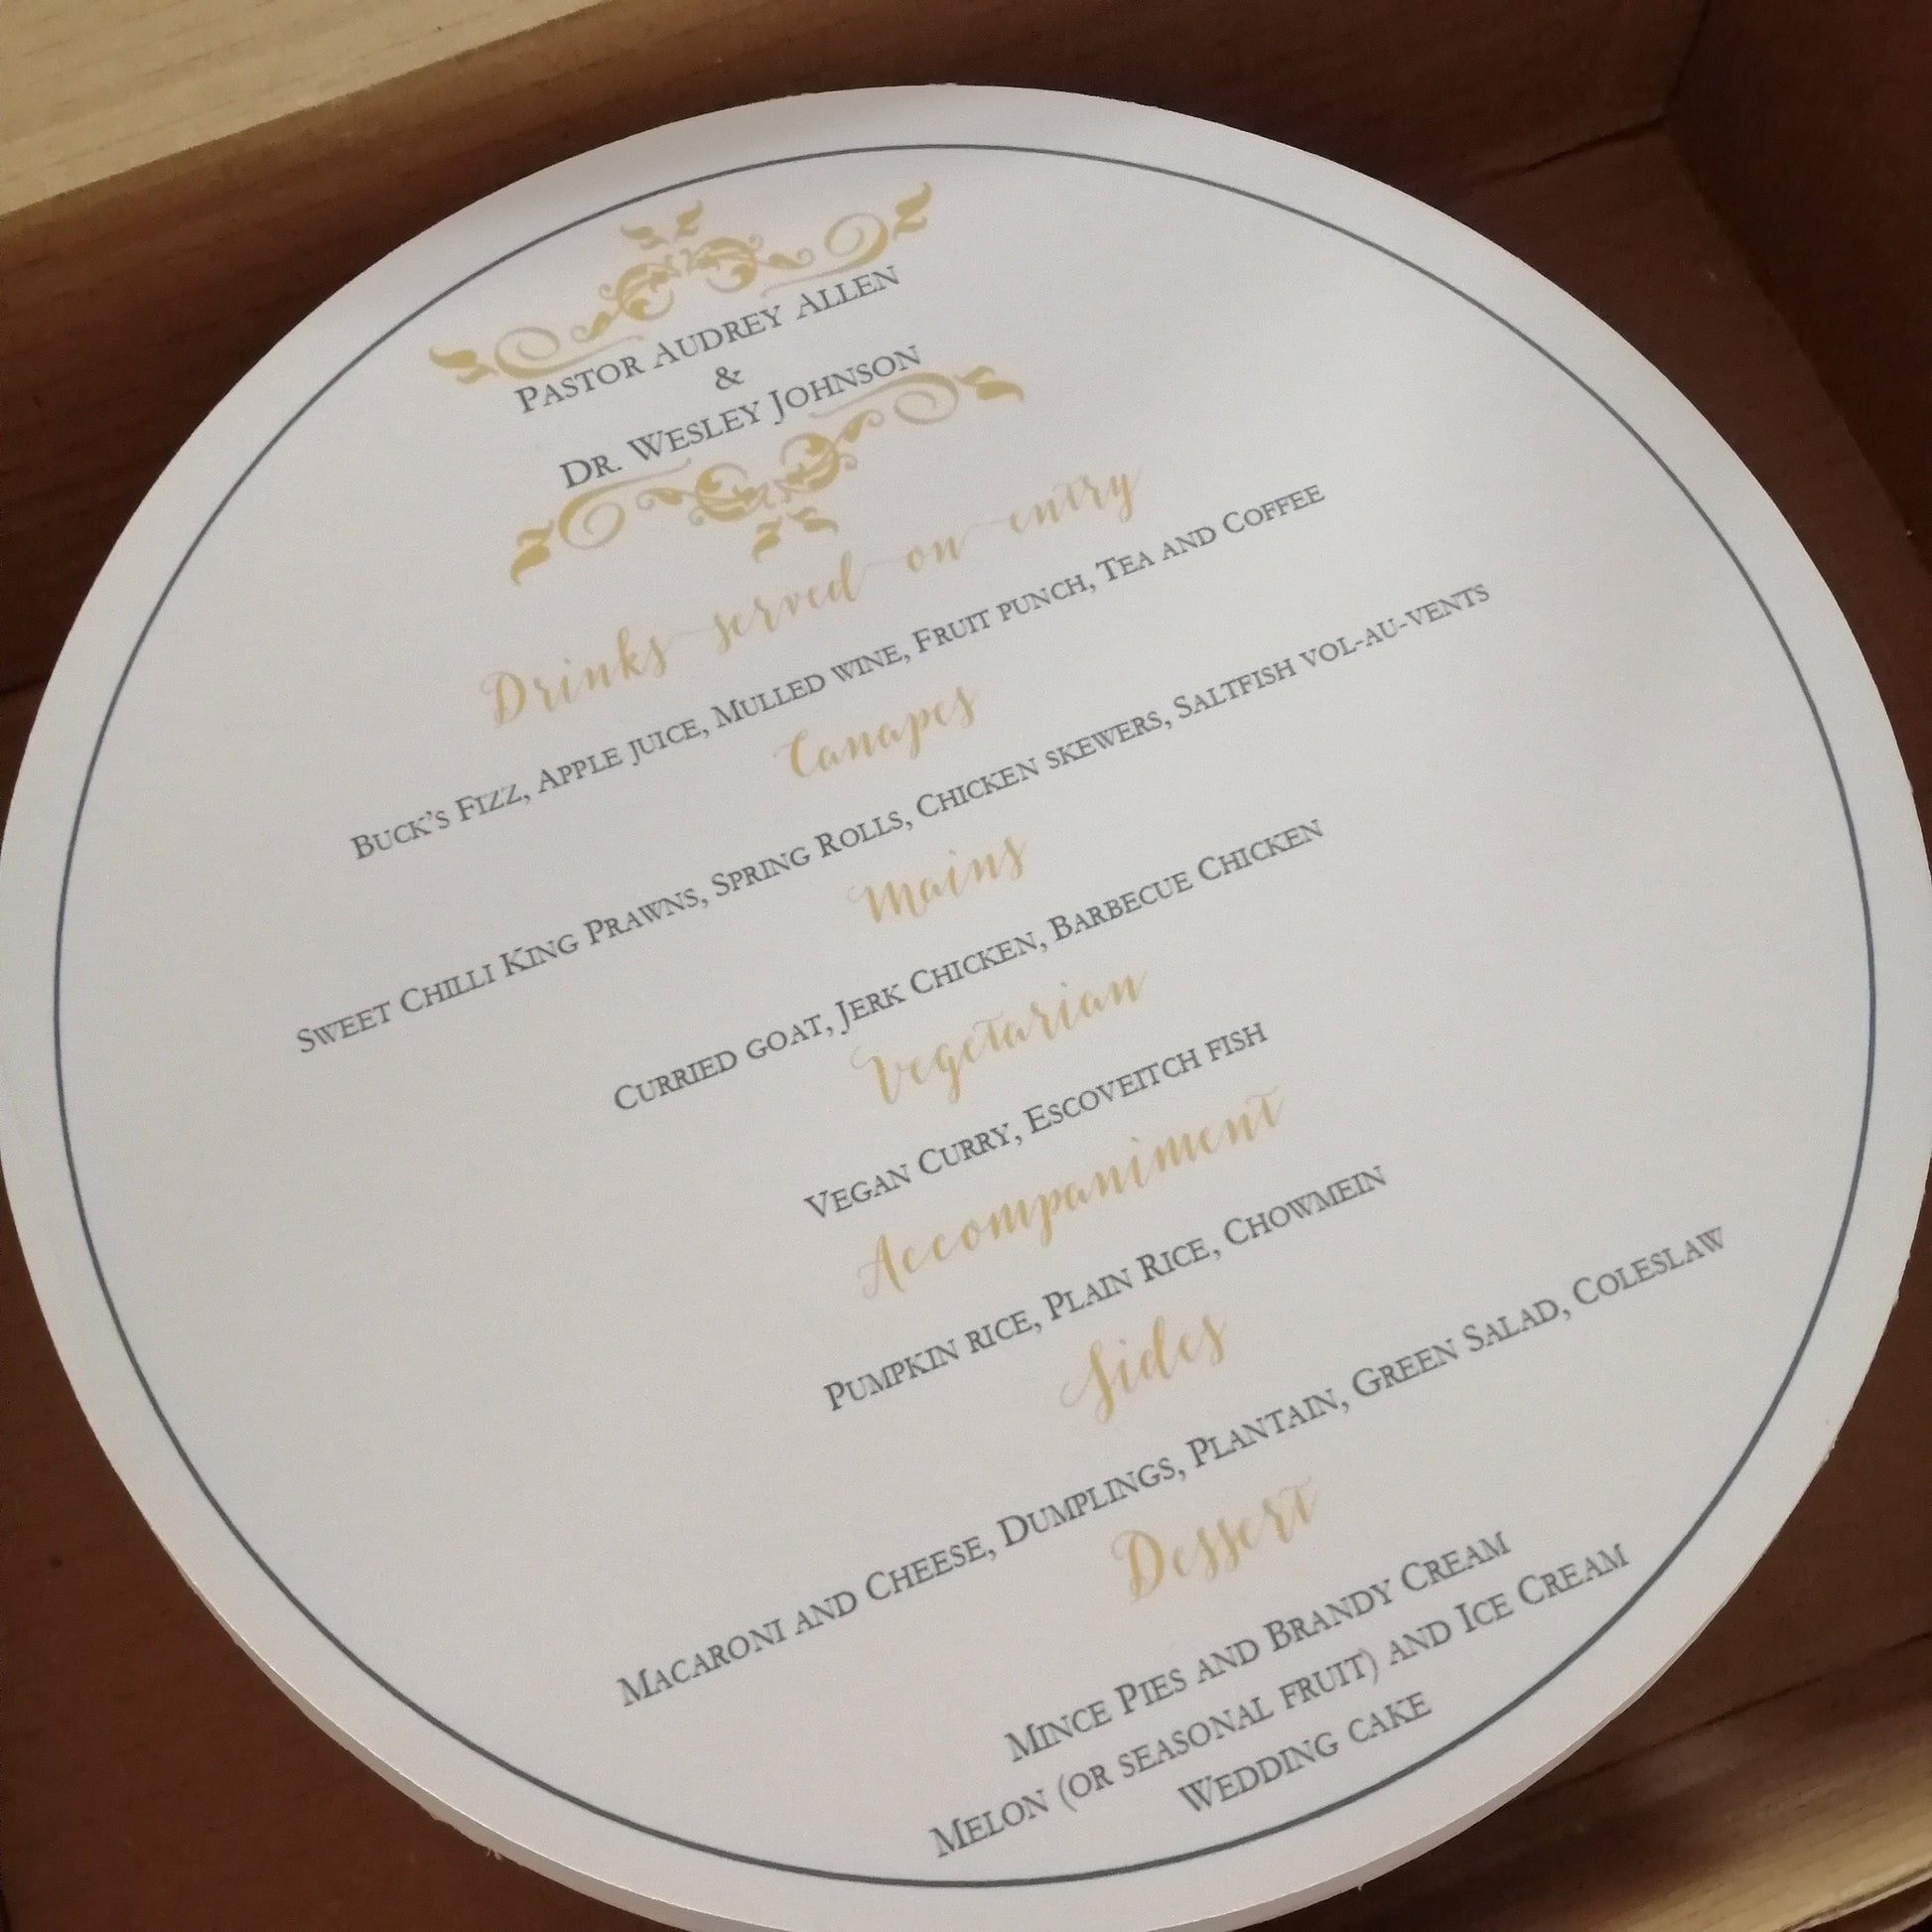 Pastor Audrey Allen
&
Dr. Wesley Johnson
Drinks served on entry
Buck's Fizz, Apple juice, Mulled wine, Fruit punch, Tea and Coffee
Canapes
Sweet Chilli King Prawns, Spring Rolls, Chicken skewers, Saltfish vol-au-vents
Mains
Curried goat, Jerk Chicken, Barbecue Chicken
Vegetarian
Vegan Curry, Escoveitch fish
Accompaniment
Pumpkin rice, Plain Rice, Chowmein
Sides
Macaroni and Cheese, Dumplings, Plantain, Green Salad, Coleslaw
Dessert
Mince Pies and Brandy Cream
Melon (or seasonal fruit) and Ice Cream
Wedding cake